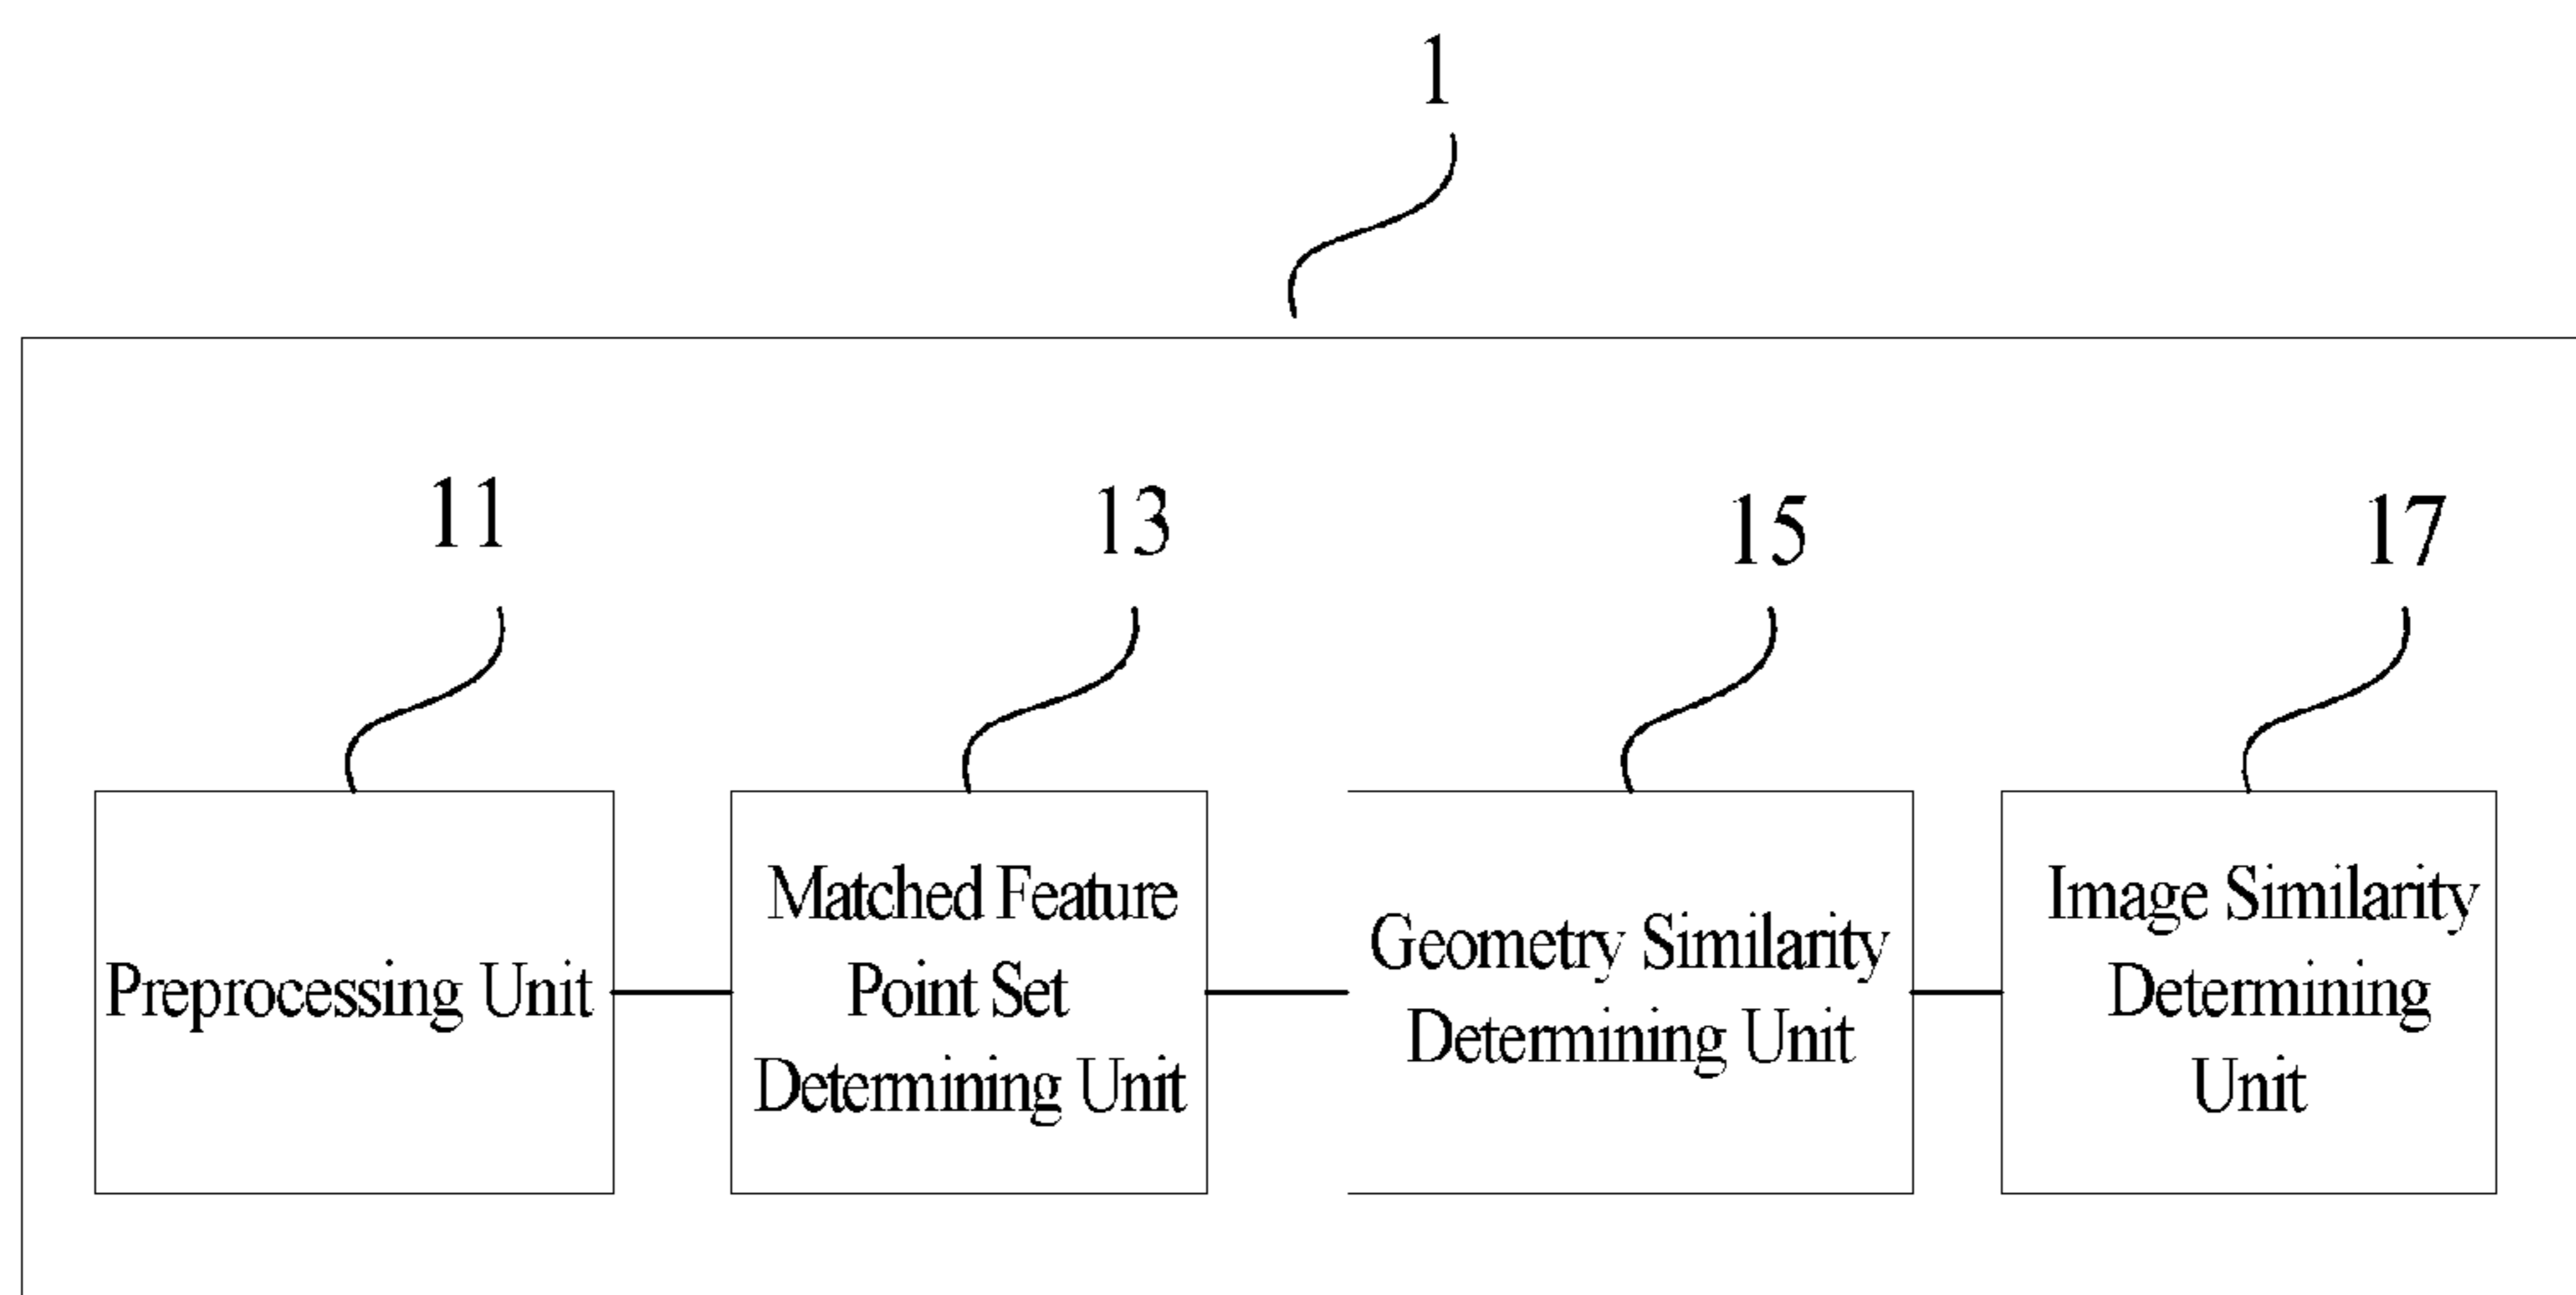 1
11
13
15
17
Preprocessing Unit
Matched Feature
Point Set
Determining Unit
Geometry Similarity
Determining Unit
Image Similarity
Determining
Unit